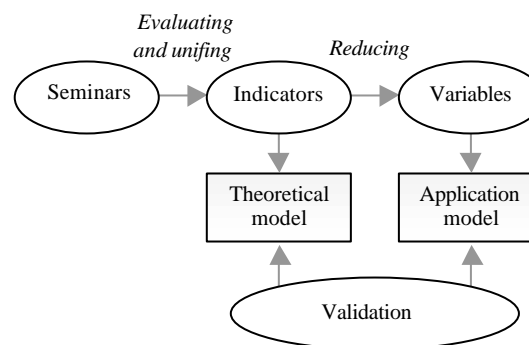 Evaluating
and unifing
Reducing
Seminars
Indicators
Variables
Theoretical
model
Application
model
Validation